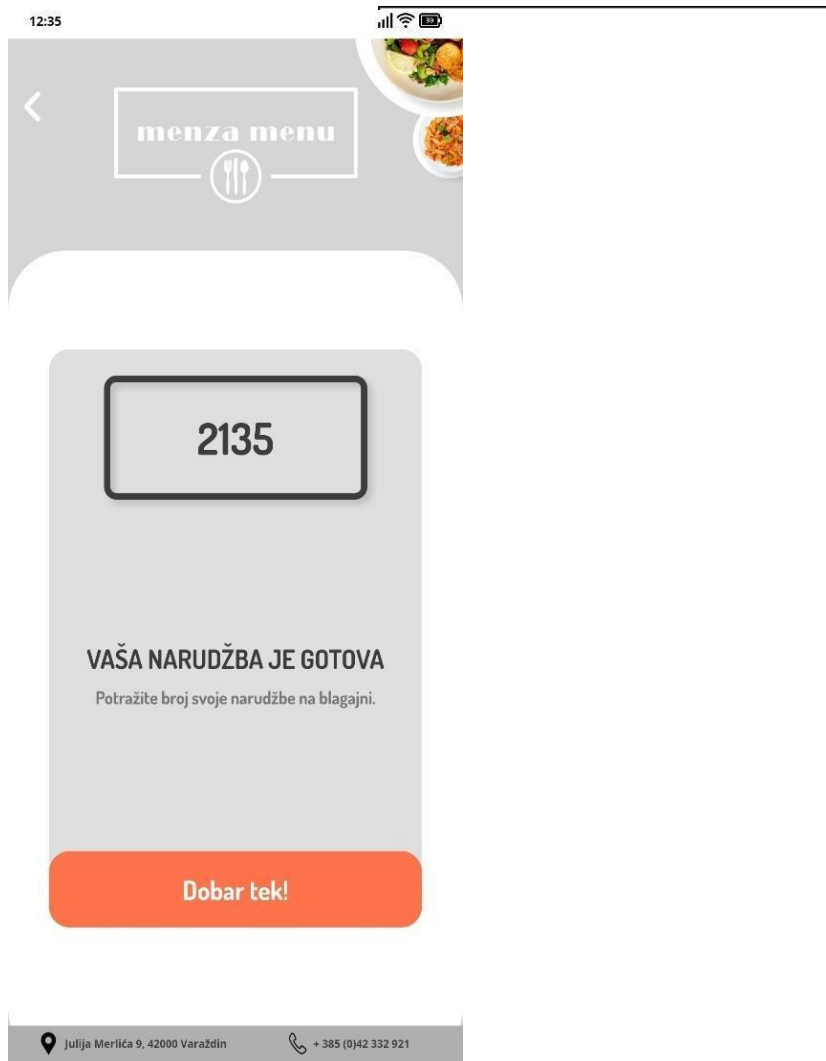 12:35
99
menza menu
2135
VAŠA NARUDŽBA JE GOTOVA
Potražite broj svoje narudžbe na blagajni.
Dobar tek!
Julija Merlića 9, 42000 Varaždin
+ 385 (0)42 332 921